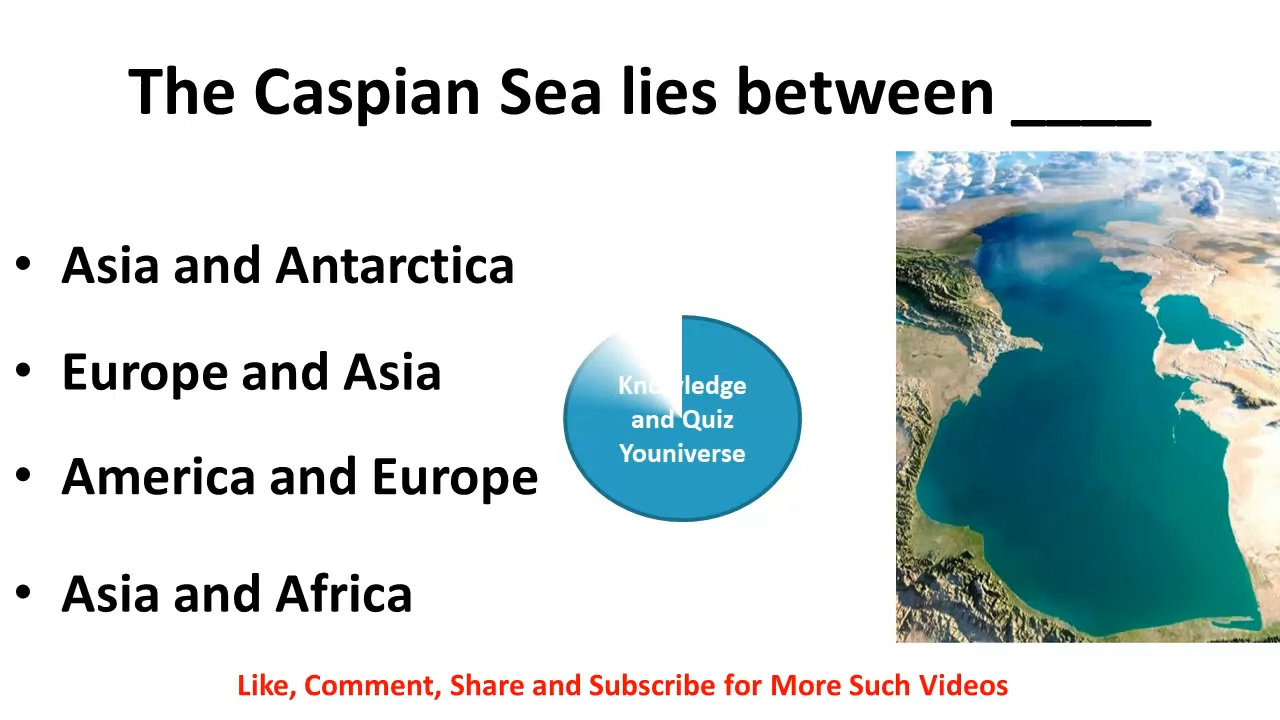 The Caspian Sea lies between ____
• Asia and Antarctica
• Europe and Asia
• America and Europe
• Asia and Africa
Knowledge
and Quiz
Youniverse
Like, Comment, Share and Subscribe for More Such Videos